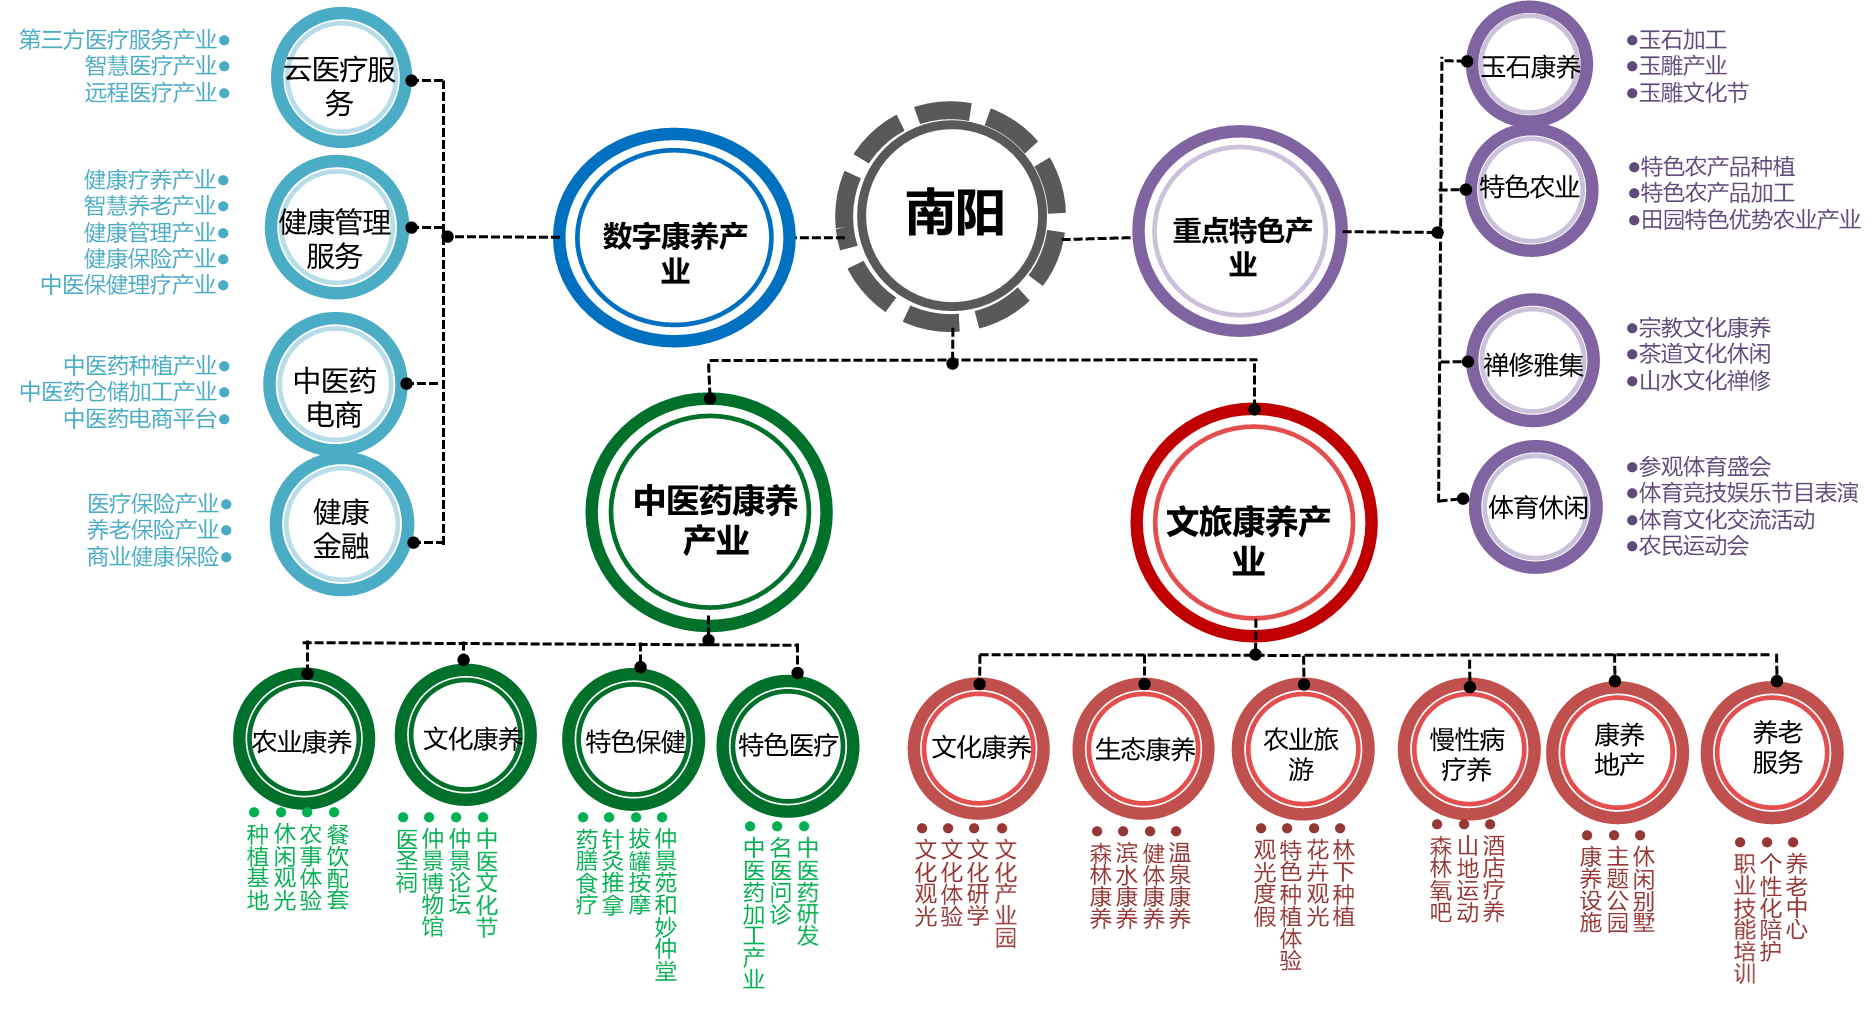 南阳
数字康养产
业
云医疗服
务
●第三方医疗服务产业
●智慧医疗产业
●远程医疗产业
健康管理
服务
●健康疗养产业
●智慧养老产业
●健康管理产业
●健康保险产业
●中医保健理疗产业
中医药
电商
●中医药种植产业
●中医药仓储加工产业
●中医药电商平台
健康
金融
●医疗保险产业
●养老保险产业
●商业健康保险
重点特色产
业
玉石康养
●玉石加工
●玉雕产业
●玉雕文化节
特色农业
●特色农产品种植
●特色农产品加工
●田园特色优势农业产业
禅修雅集
●宗教文化康养
●茶道文化休闲
●山水文化禅修
体育休闲
●参观体育盛会
●体育竞技娱乐节目表演
●体育文化交流活动
●农民运动会
中医药康养
产业
农业康养
●种植基地
●休闲观光
●农事体验
●餐饮配套
文化康养
●医圣祠
●仲景博物馆
●仲景论坛
●中医文化节
特色保健
●药膳食疗
●针灸推拿
●拔罐按摩
●仲景苑和妙仲堂
特色医疗
●中医药加工产业
●名医问诊
●中医药研发
文旅康养产
业
文化康养
●文化观光
●文化体验
●文化研学
●文化产业园
生态康养
●森林康养
●滨水康养
●健体康养
●温泉康养
农业旅
游
●观光度假
●特色种植体验
●花卉观光
●林下种植
慢性病
疗养
●森林氧吧
●山地运动
●酒店疗养
康养
地产
●康养设施
●主题公园
●休闲别墅
养老
服务
●职业技能培训
●个性化陪护
●养老中心